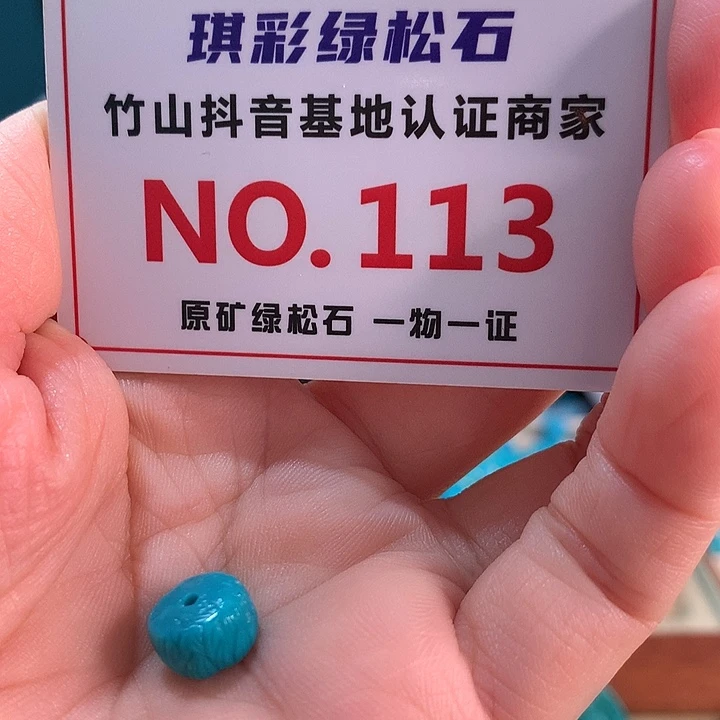 琪彩绿松石
竹山抖音基地认证商家
NO.113
原矿绿松石 一物一证